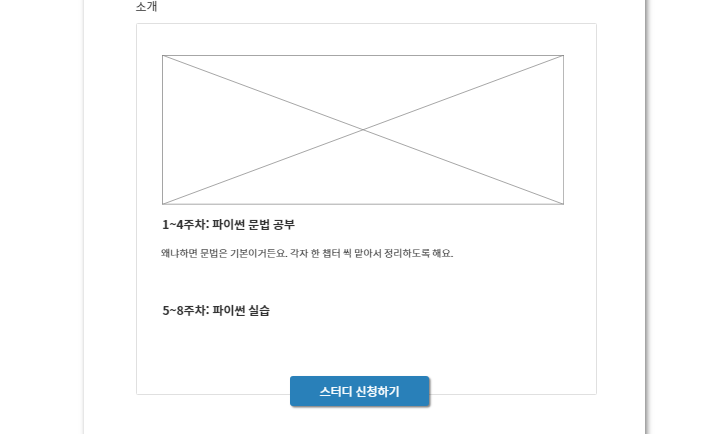 소개
1~4주차: 파이썬 문법 공부
왜냐하면 문법은 기본이거든요. 각자 한 챕터 씩 맡아서 정리하도록 해요.
5~8주차: 파이썬 실습
스터디 신청하기